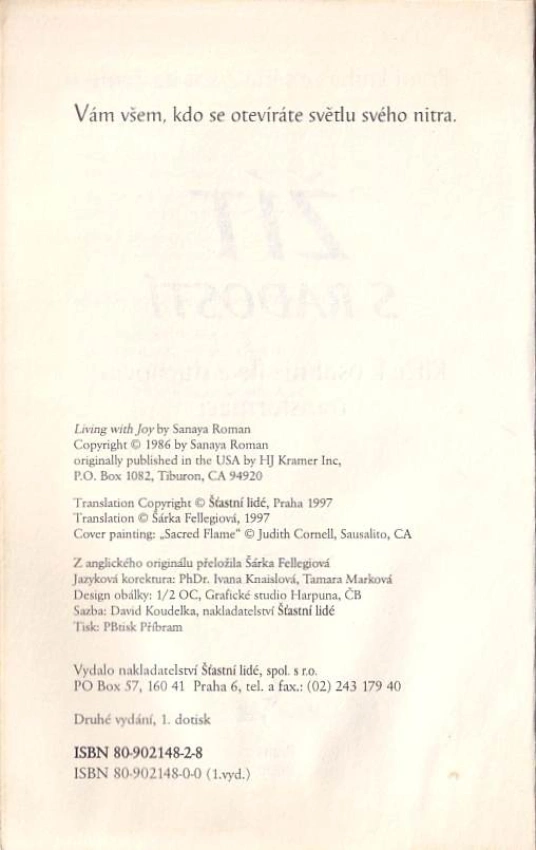 Vám všem, kdo se otevíráte světlu svého nitra.
ŽÍT
S RADOSTÍ
Living with Joy by Sanaya Roman
Copyright © 1986 by Sanaya Roman
originally published in the USA by HJ Kramer Inc,
P.O. Box 1082, Tiburon, CA 94920
Translation Copyright © Šťastní lidé, Praha 1997
Translation © Šárka Fellegiová, 1997
Cover painting: „Sacred Flame“ © Judith Cornell, Sausalito, CA
Z anglického originálu přeložila Šárka Fellegiová
Jazyková korektura: PhDr. Ivana Knaislová, Tamara Marková
Design obálky: 1/2 OC, Grafické studio Harpuna, ČB
Sazba: David Koudelka, nakladatelství Šťastní lidé
Tisk: PBtisk Příbram
Vydalo nakladatelství Šťastní lidé, spol. s r.o.
PO Box 57, 160 41 Praha 6, tel. a fax.: (02) 243 179 40
Druhé vydání, 1. dotisk
ISBN 80-902148-2-8
ISBN 80-902148-0-0 (1.vyd.)